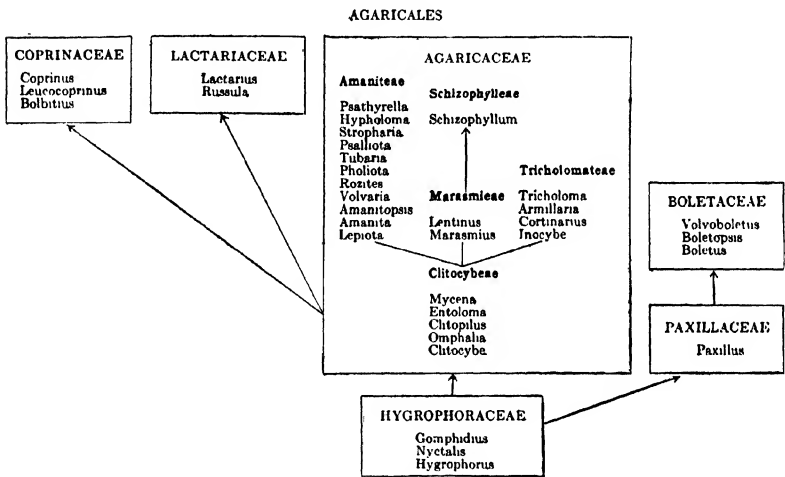 AGARICALES
COPRINACEAE
Coprinus
Leucocoprinus
Bolbitius
LACTARIACEAE
Lactarius
Russula
AGARICACEAE
Amaniteae
Psathyrella
Hypholoma
Stropharia
Psalliota
Tubaria
Pholiota
Rozites
Volvaria
Amanitopsis
Amanita
Lepiota
Schizophylleae
Schizophyllum
Marasmieae
Lentinus
Marasmius
Tricholomateae
Tricholoma
Armillaria
Cortinarius
Inocybe
Clitocybeae
Mycena
Entoloma
Clitopilus
Omphalia
Clitocybe
BOLETACEAE
Volvoboletus
Boletopsis
Boletus
PAXILLACEAE
Paxillus
HYGROPHORACEAE
Gomphidius
Nyctalis
Hygrophorus